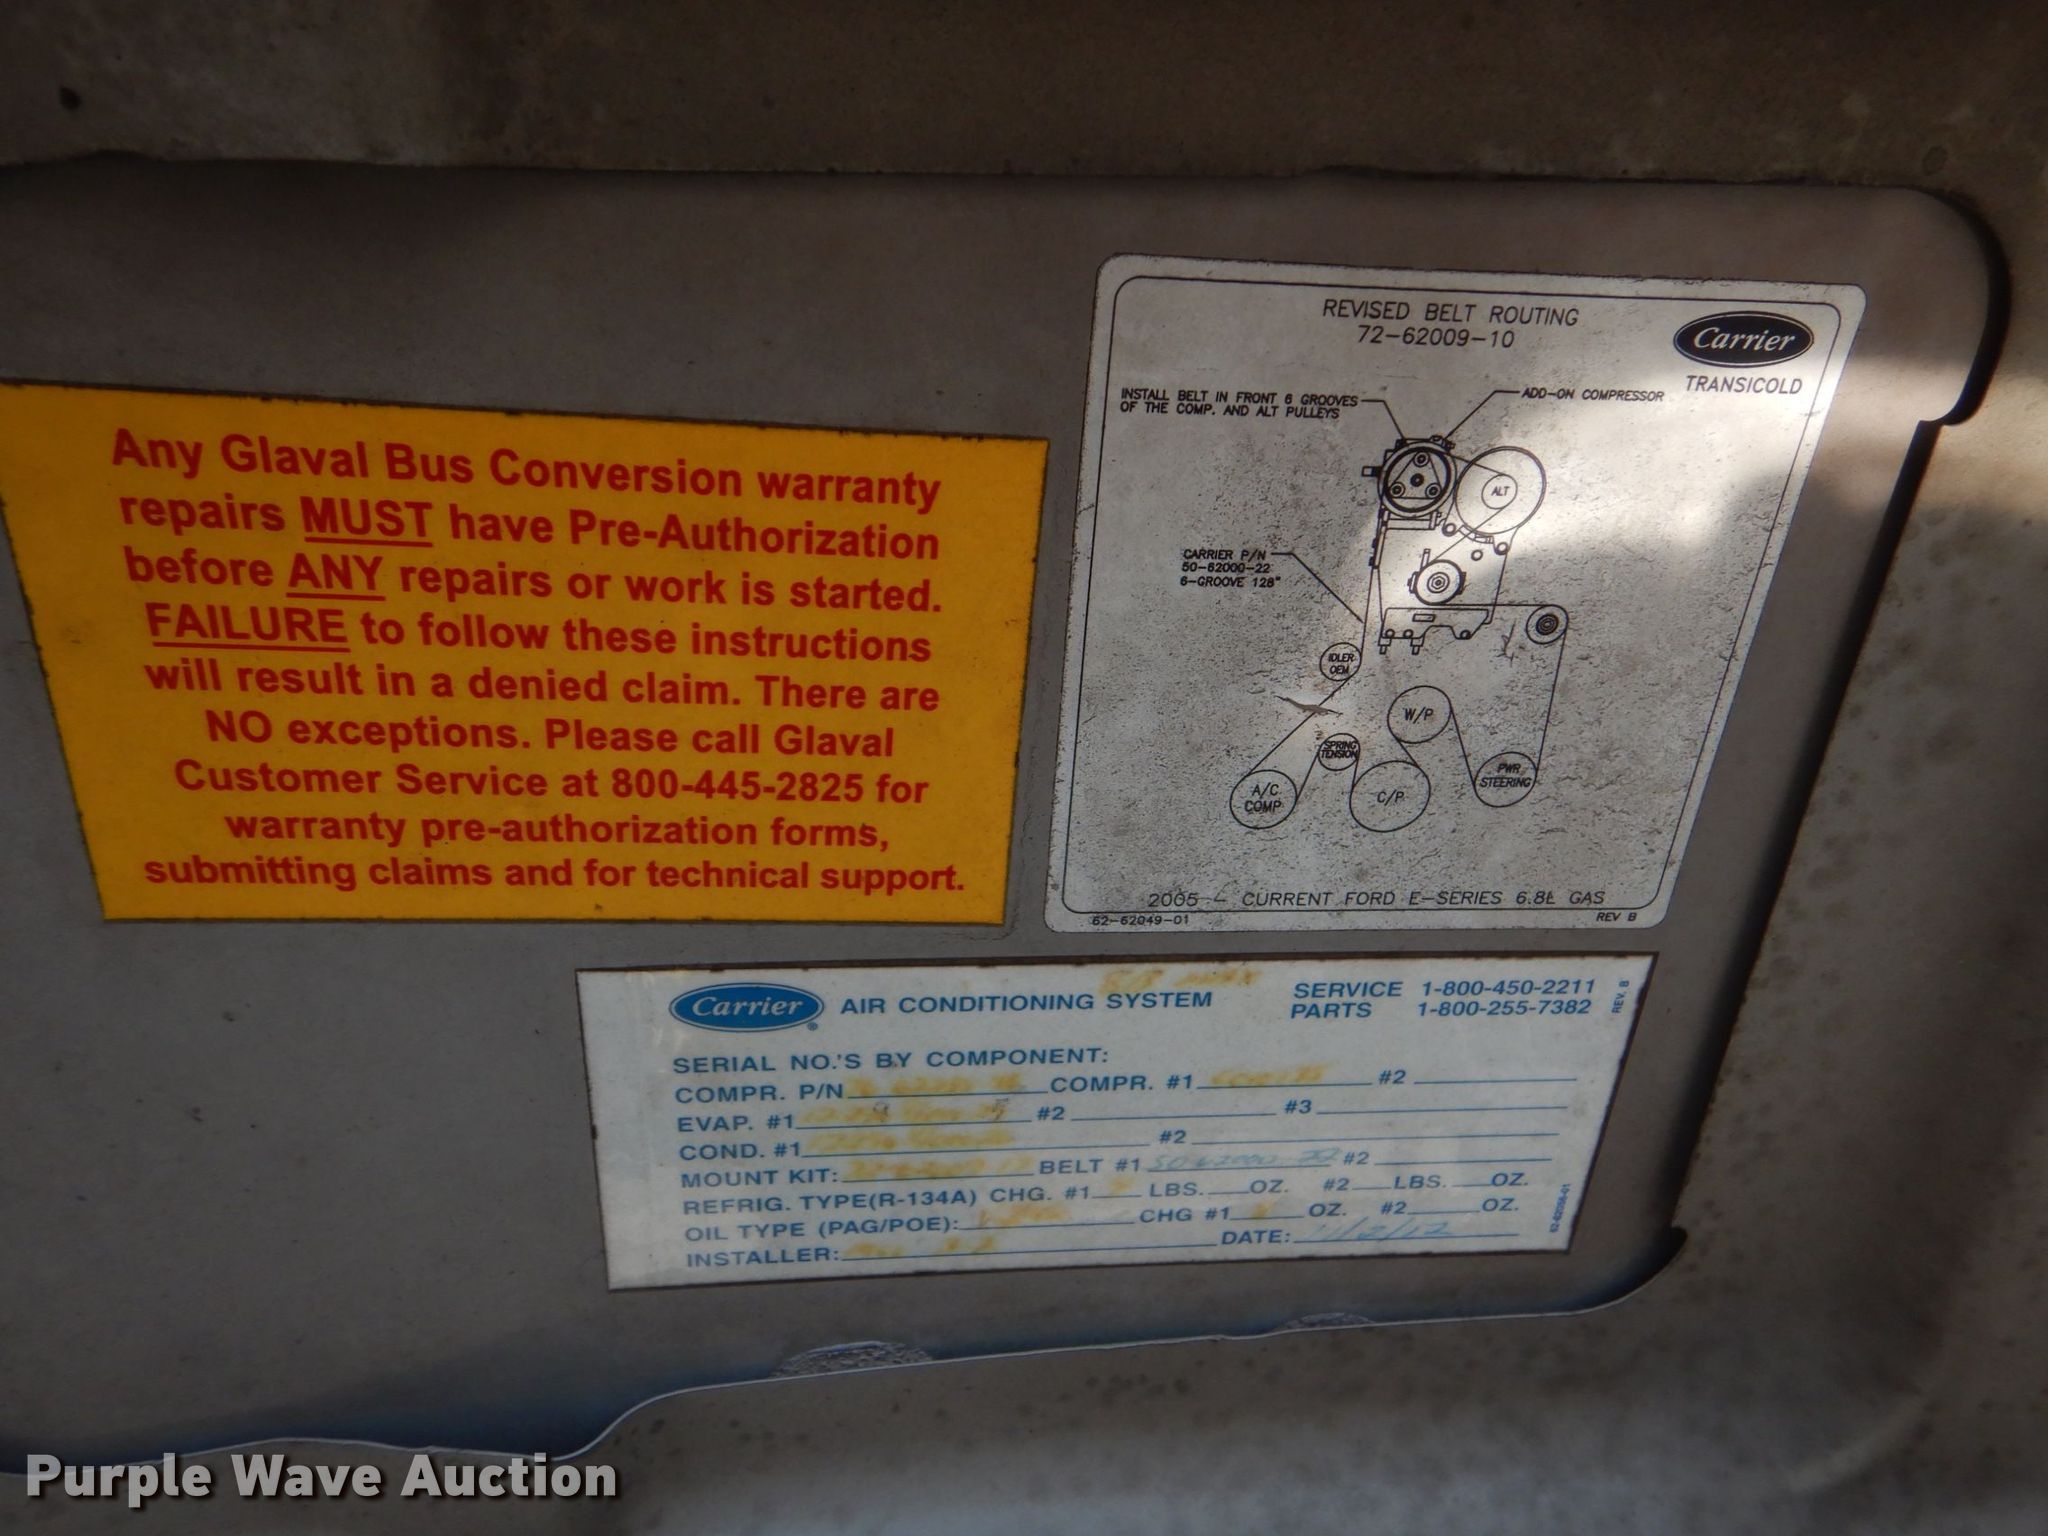 Any Glaval Bus Conversion warranty
repairs MUST have Pre-Authorization
before ANY repairs or work is started.
FAILURE to follow these instructions
will result in a denied claim. There are
NO exceptions. Please call Glaval
Customer Service at 800-445-2825 for
warranty pre-authorization forms,
submitting claims and for technical support.
REVISED BELT ROUTING
72-62009-10
Carrier
TRANSICOLD
INSTALL BELT IN FRONT 6 GROOVES
OF THE COMP. AND ALT PULLEYS
ADD-ON COMPRESSOR
ALT
CARRIER P/N
50-62000-22
6-GROOVE 128"
IDLER
OEM
W/P
SPRING
TENSION
PWR
STEERING
A/C
COMP
C/P
2005 - CURRENT FORD E-SERIES 6.8L GAS
62-62049-01
REV B
Carrier
AIR CONDITIONING SYSTEM
SERVICE 1-800-450-2211
PARTS 1-800-255-7382
REV. B
SERIAL NO.'S BY COMPONENT:
COMPR. P/N COMPR. #1 #2
EVAP. #1 #2 #3
COND. #1 #2
MOUNT KIT: BELT #1 50-62000-22 #2
REFRIG. TYPE(R-134A) CHG. #1 LBS. OZ. #2 LBS. OZ.
OIL TYPE (PAG/POE): CHG #1 OZ. #2 OZ.
INSTALLER: DATE:
Purple Wave Auction